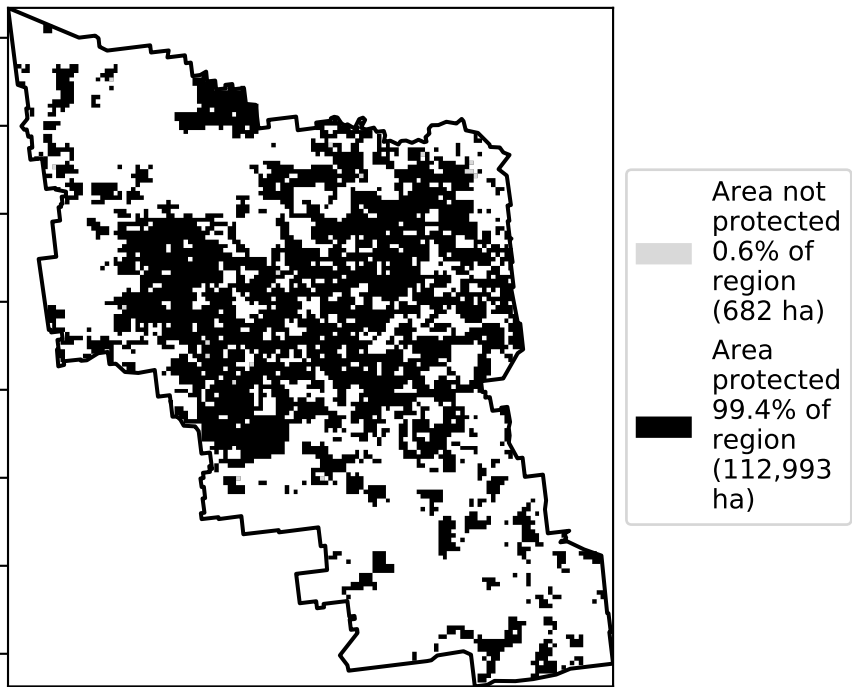 Area not
protected
0.6% of
region
(682 ha)
Area
protected
99.4% of
region
(112,993
ha)